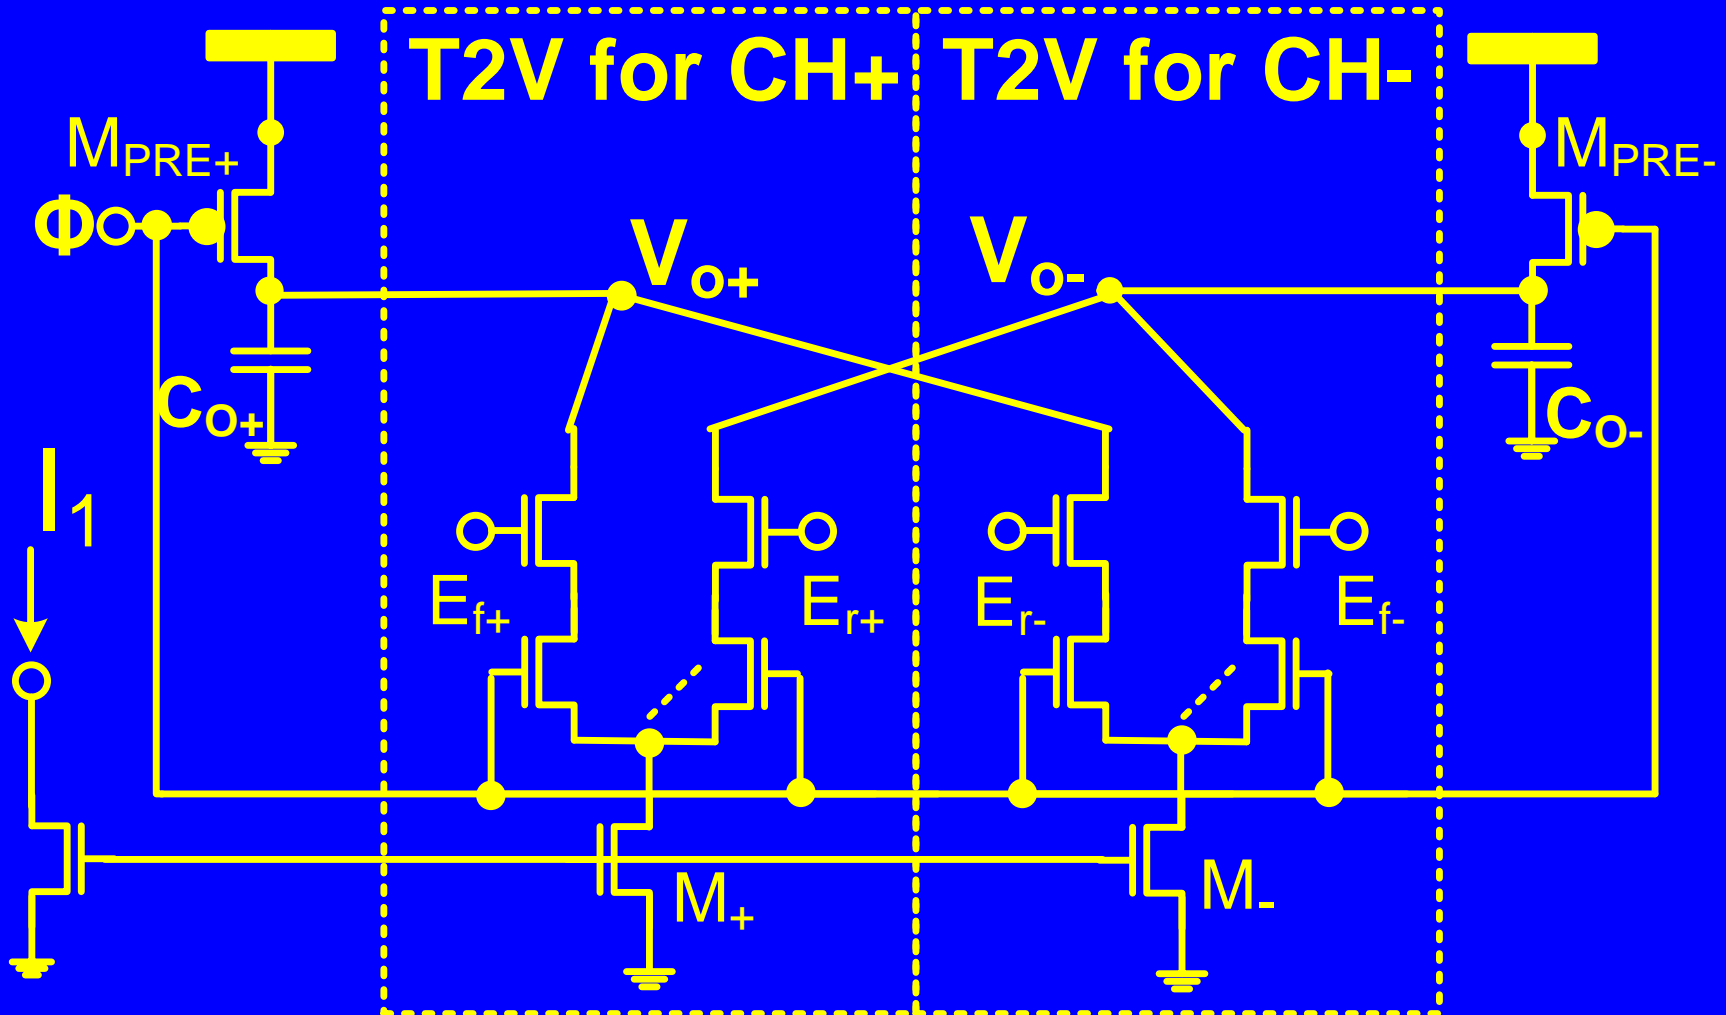 T2V for CH+ T2V for CH-
MPRE+ MPRE-
Φ
Vo+ Vo-
CO+ CO-
I1
Ef+ Er+ Er- Ef-
M+ M-